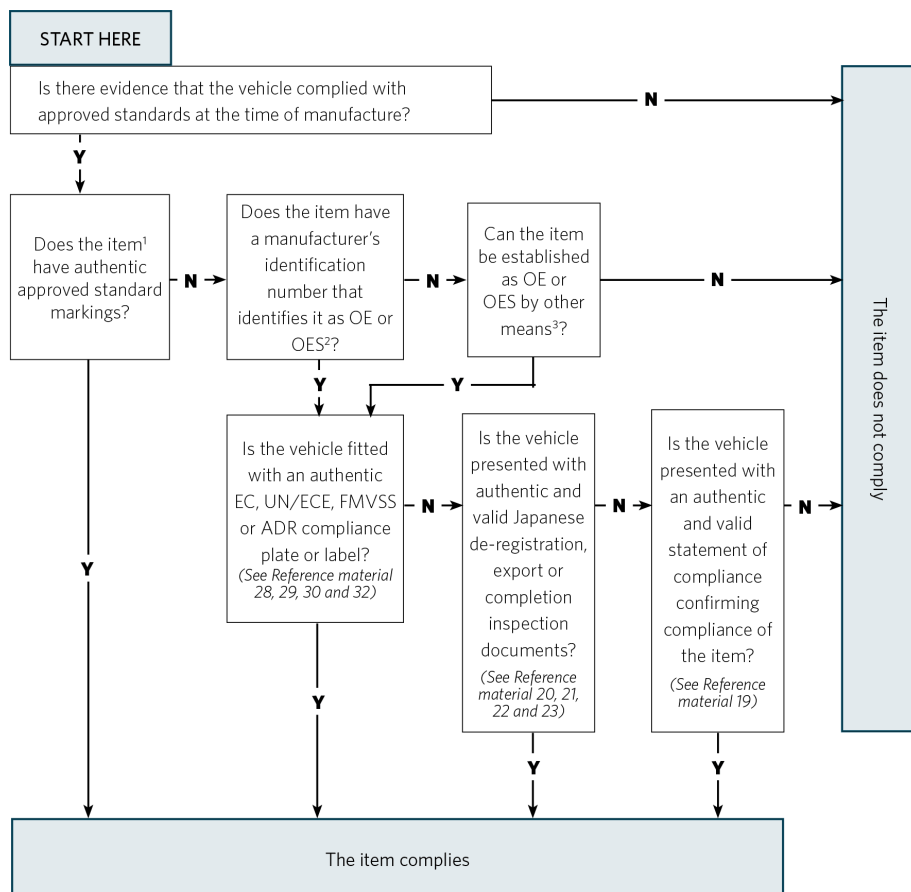 START HERE
Is there evidence that the vehicle complied with
approved standards at the time of manufacture?
N
Y
Does the item¹
have authentic
approved standard
markings?
N
Does the item have
a manufacturer's
identification
number that
identifies it as OE or
OES²?
N
Can the item
be established
as OE or
OES by other
means³?
N
The item does not comply
Y
Y
Is the vehicle fitted
with an authentic
EC, UN/ECE, FMVSS
or ADR compliance
plate or label?
(See Reference material
28, 29, 30 and 32)
N
Is the vehicle
presented with
authentic and
valid Japanese
de-registration,
export or
completion
inspection
documents?
(See Reference
material 20, 21,
22 and 23)
N
Is the vehicle
presented with
an authentic
and valid
statement of
compliance
confirming
compliance of
the item?
(See Reference
material 19)
N
Y
Y
Y
Y
The item complies